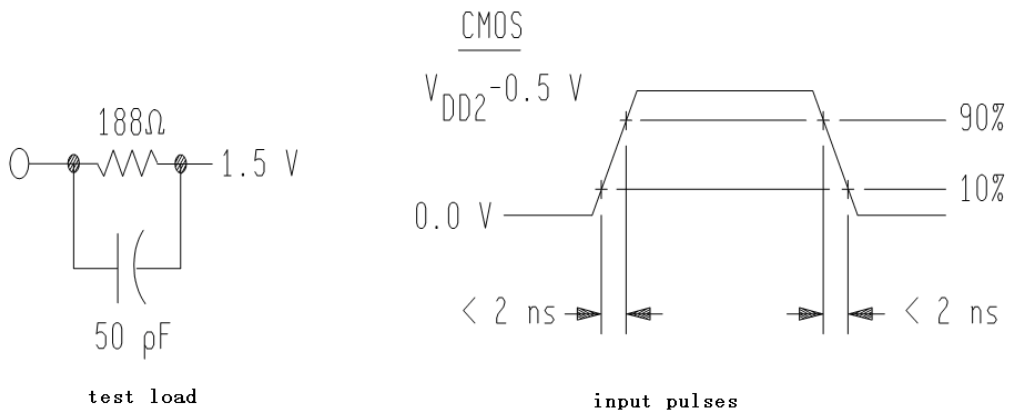 188Ω
1.5 V
50 pF
test load
CMOS
V_DD2-0.5 V
90%
10%
0.0 V
< 2 ns
< 2 ns
input pulses